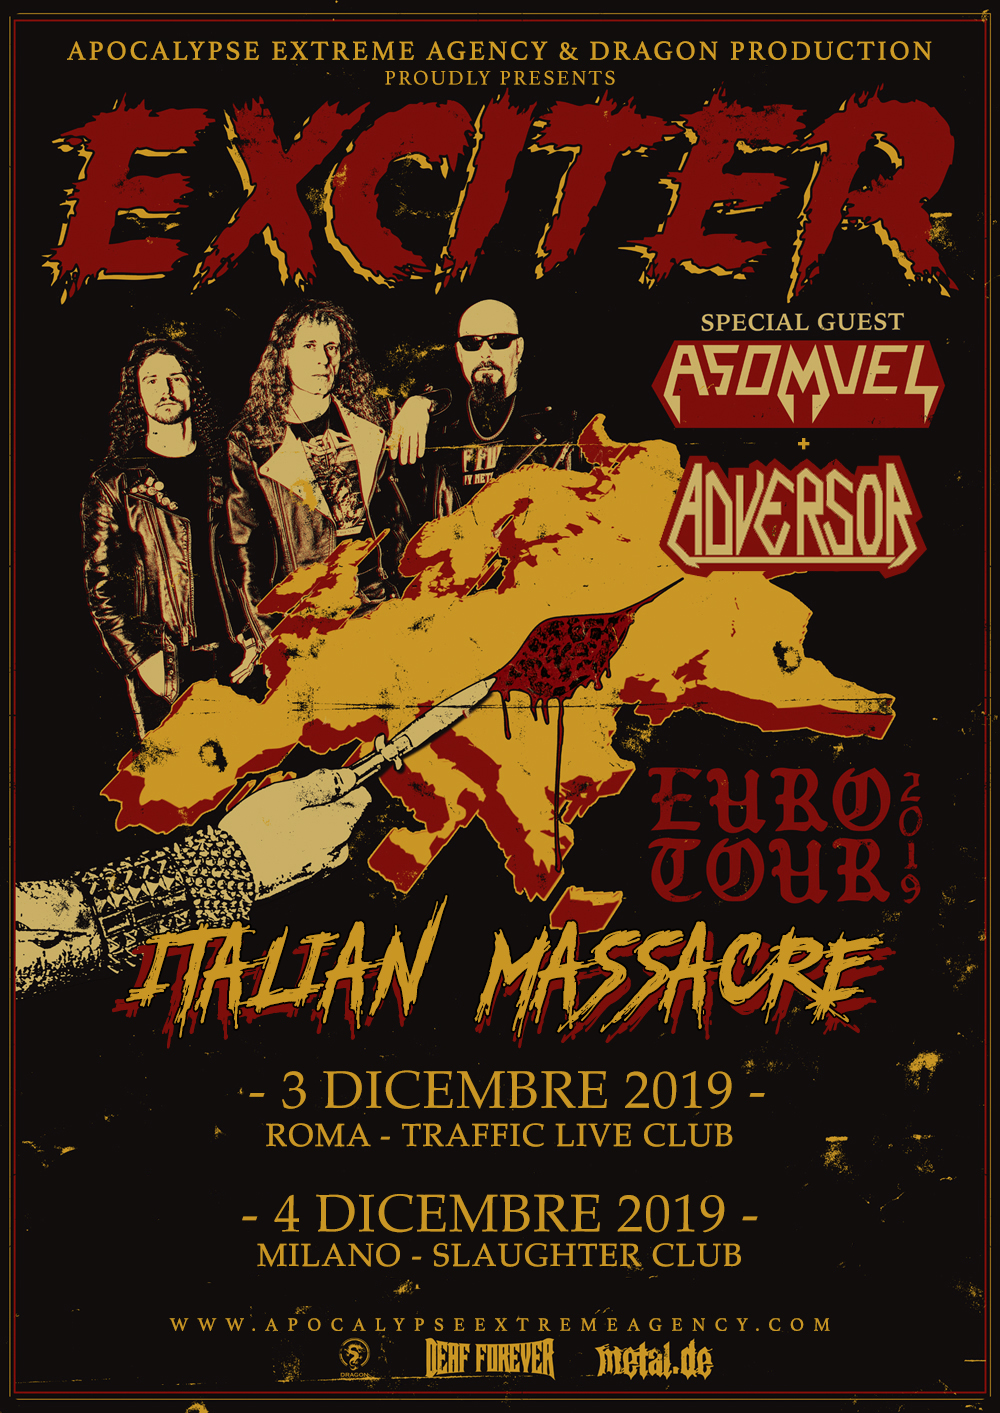 APOCALYPSE EXTREME AGENCY & DRAGON PRODUCTION
PROUDLY PRESENTS
EXCITER
SPECIAL GUEST
ASOMVEL
+
ADVERSOR
EURO
TOUR
2019
ITALIAN MASSACRE
- 3 DICEMBRE 2019 -
ROMA - TRAFFIC LIVE CLUB
- 4 DICEMBRE 2019 -
MILANO - SLAUGHTER CLUB
WWW.APOCALYPSEEXTREMEAGENCY.COM
DRAGON
DEAF FOREVER
metal.de